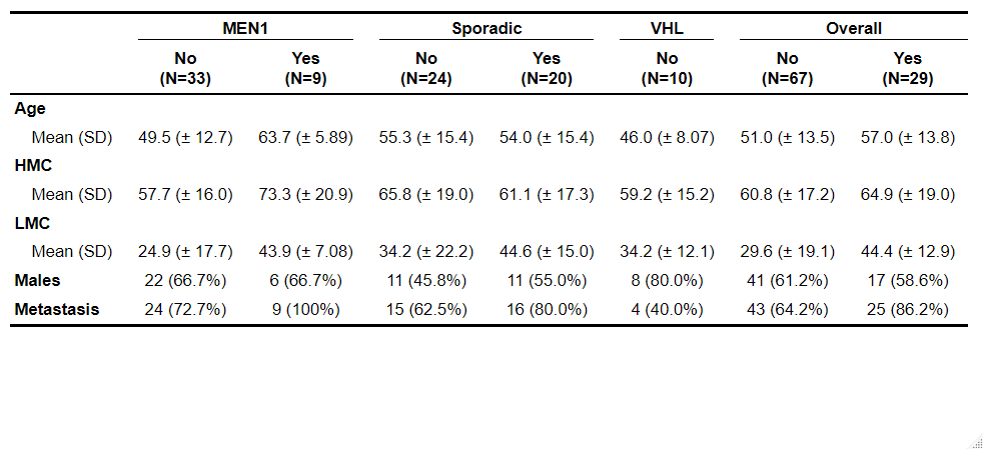 MEN1 Sporadic VHL Overall
No Yes No Yes No No Yes
(N=33) (N=9) (N=24) (N=20) (N=10) (N=67) (N=29)
Age
Mean (SD) 49.5 (± 12.7) 63.7 (± 5.89) 55.3 (± 15.4) 54.0 (± 15.4) 46.0 (± 8.07) 51.0 (± 13.5) 57.0 (± 13.8)
HMC
Mean (SD) 57.7 (± 16.0) 73.3 (± 20.9) 65.8 (± 19.0) 61.1 (± 17.3) 59.2 (± 15.2) 60.8 (± 17.2) 64.9 (± 19.0)
LMC
Mean (SD) 24.9 (± 17.7) 43.9 (± 7.08) 34.2 (± 22.2) 44.6 (± 15.0) 34.2 (± 12.1) 29.6 (± 19.1) 44.4 (± 12.9)
Males 22 (66.7%) 6 (66.7%) 11 (45.8%) 11 (55.0%) 8 (80.0%) 41 (61.2%) 17 (58.6%)
Metastasis 24 (72.7%) 9 (100%) 15 (62.5%) 16 (80.0%) 4 (40.0%) 43 (64.2%) 25 (86.2%)